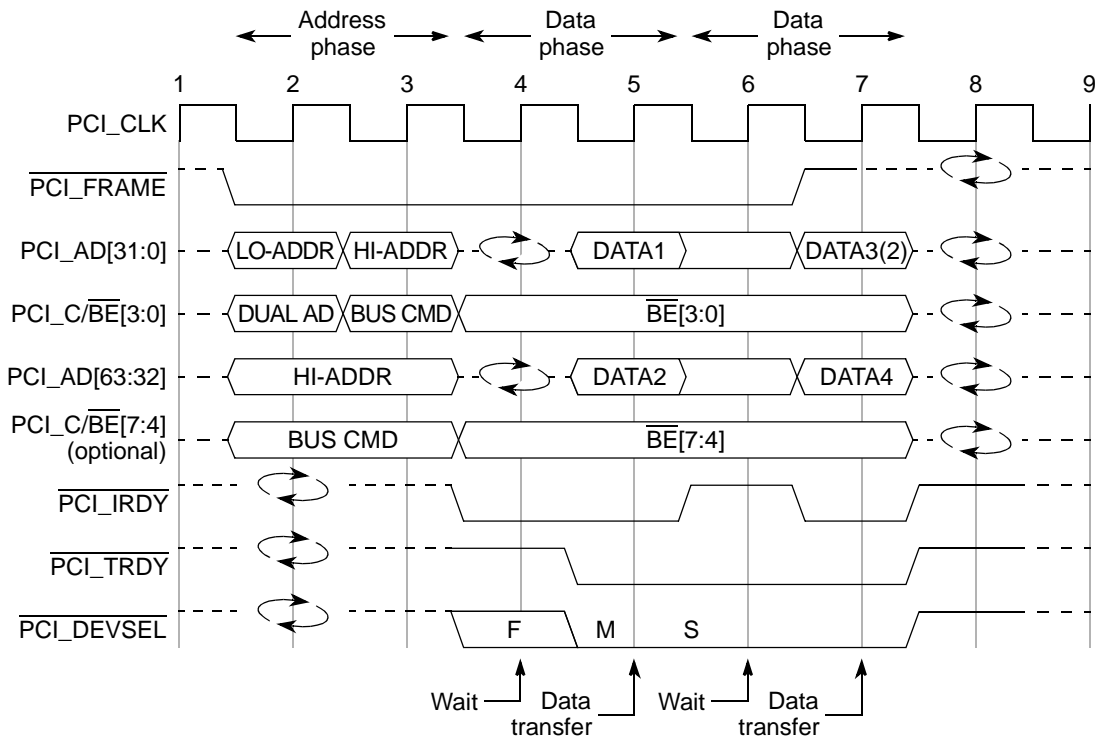 Address phase
Data phase
Data phase
1 2 3 4 5 6 7 8 9
PCI_CLK
PCI_FRAME
PCI_AD[31:0] LO-ADDR HI-ADDR DATA1 DATA3(2)
PCI_C/BE[3:0] DUAL AD BUS CMD BE[3:0]
PCI_AD[63:32] HI-ADDR DATA2 DATA4
PCI_C/BE[7:4] (optional) BUS CMD BE[7:4]
PCI_IRDY
PCI_TRDY
PCI_DEVSEL F M S
Wait Data transfer Wait Data transfer